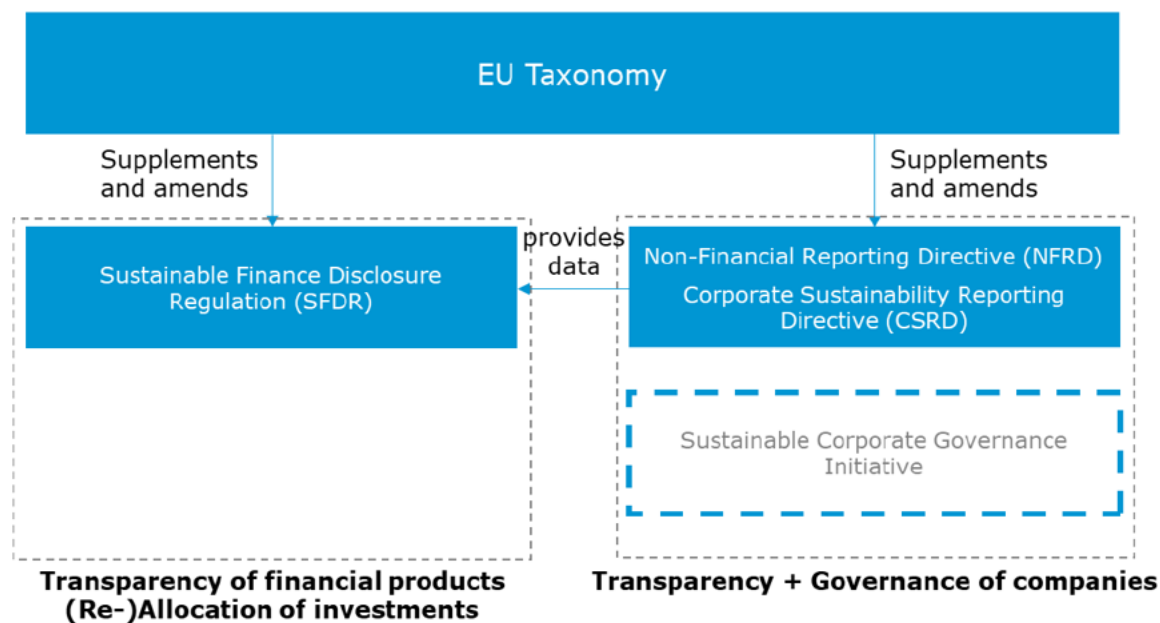 EU Taxonomy
Supplements
and amends
Supplements
and amends
Sustainable Finance Disclosure
Regulation (SFDR)
provides
data
Non-Financial Reporting Directive (NFRD)
Corporate Sustainability Reporting
Directive (CSRD)
Sustainable Corporate Governance
Initiative
Transparency of financial products
(Re-)Allocation of investments
Transparency + Governance of companies